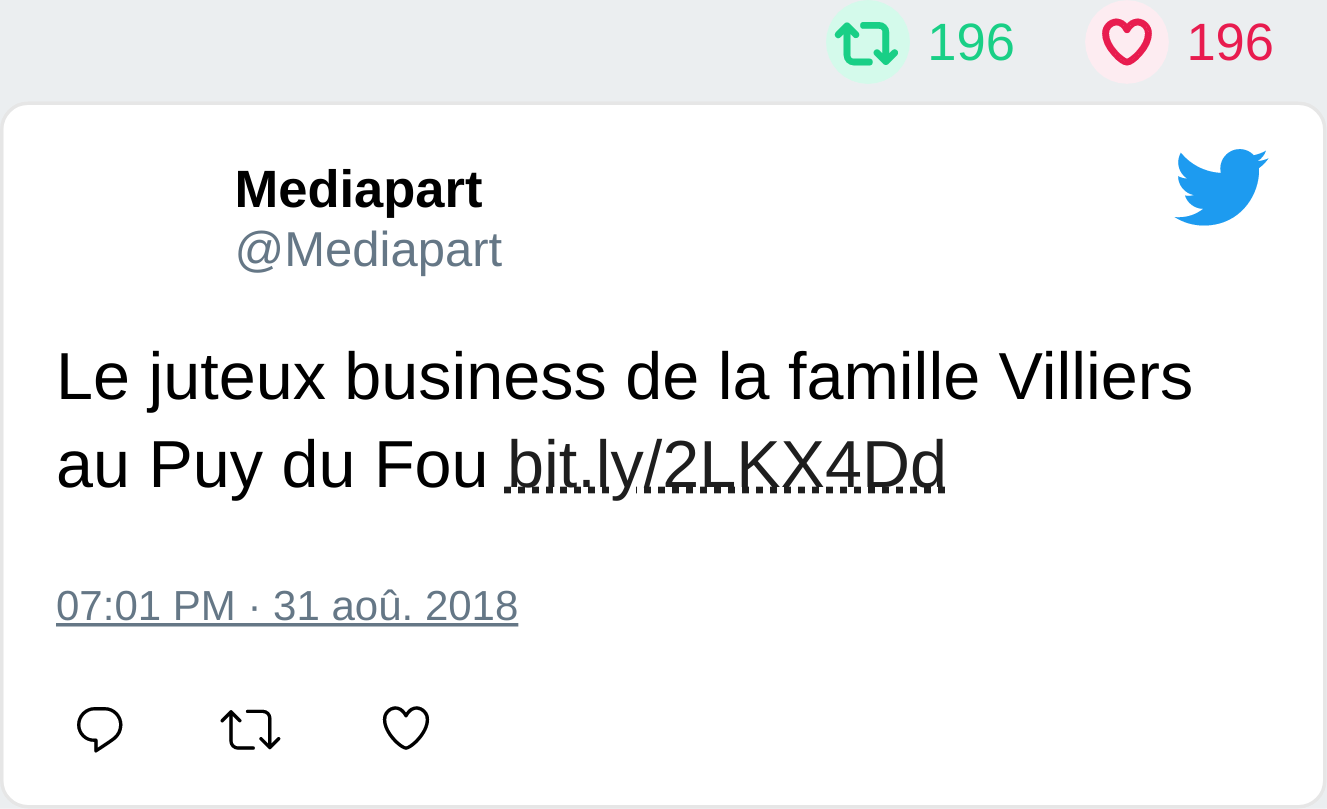 196 196
Mediapart
@Mediapart
Le juteux business de la famille Villiers
au Puy du Fou bit.ly/2LKX4Dd
07:01 PM · 31 aoû. 2018